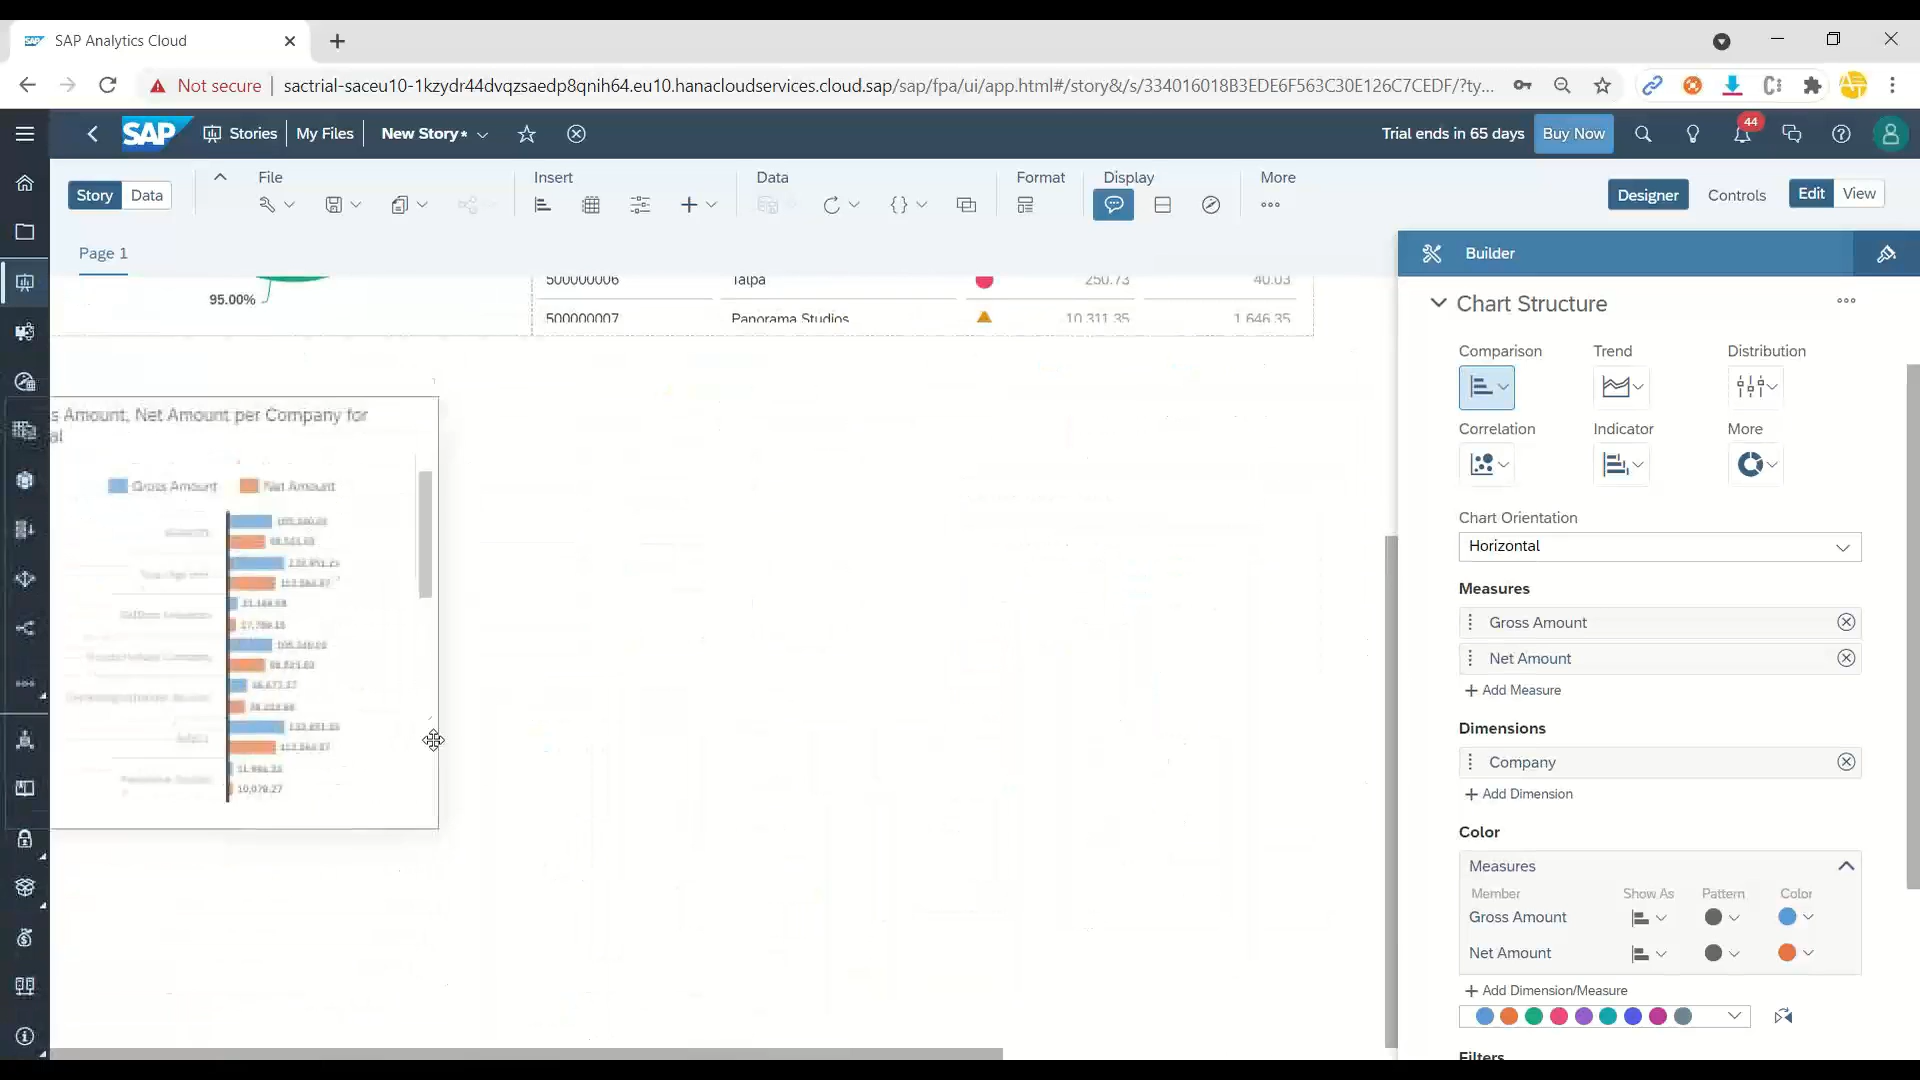 SAP Analytics Cloud
Not secure
sactrial-saceu10-1kzydr44dvqzsaedp8qnih64.eu10.hanacloudservices.cloud.sap/sap/fpa/ui/app.html#/story&/s/334016018B3EDE6F563C30E126C7CEDF/?ty...
SAP Stories My Files New Story* Trial ends in 65 days Buy Now 44
File Insert Data Format Display More
Story Data Designer Controls Edit View
Page 1
Builder
500000006 Talpa 250.73 40.03
95.00%
500000007 Panorama Studios 10,311.35 1,646.35
Chart Structure
Comparison Trend Distribution
Correlation Indicator More
s Amount, Net Amount per Company for
al
Gross Amount Net Amount
10,078.27
Chart Orientation
Horizontal
Measures
Gross Amount
Net Amount
+ Add Measure
Dimensions
Company
+ Add Dimension
Color
Measures
Member Show As Pattern Color
Gross Amount
Net Amount
+ Add Dimension/Measure
Filters